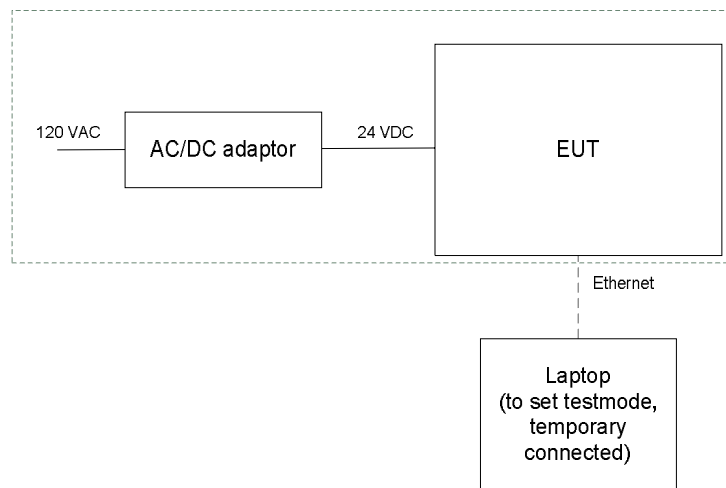 120 VAC
AC/DC adaptor
24 VDC
EUT
Ethernet
Laptop
(to set testmode,
temporary
connected)